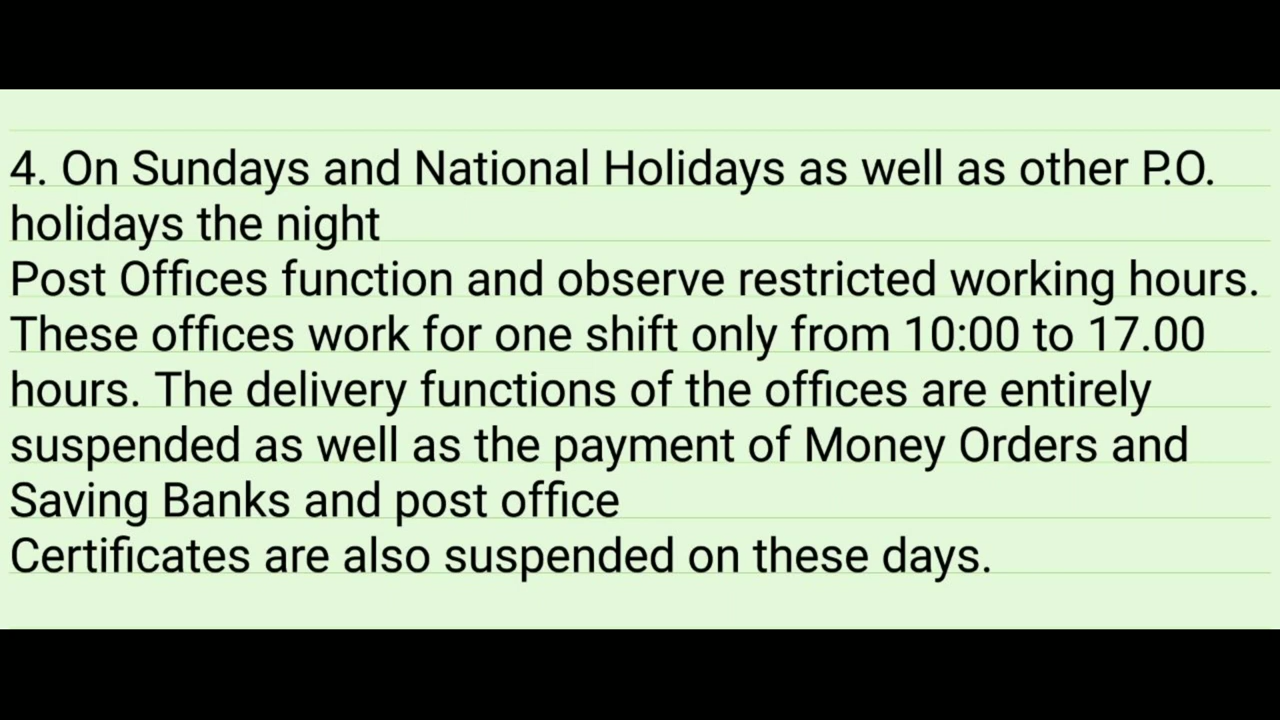 4. On Sundays and National Holidays as well as other P.O.
holidays the night
Post Offices function and observe restricted working hours.
These offices work for one shift only from 10:00 to 17.00
hours. The delivery functions of the offices are entirely
suspended as well as the payment of Money Orders and
Saving Banks and post office
Certificates are also suspended on these days.